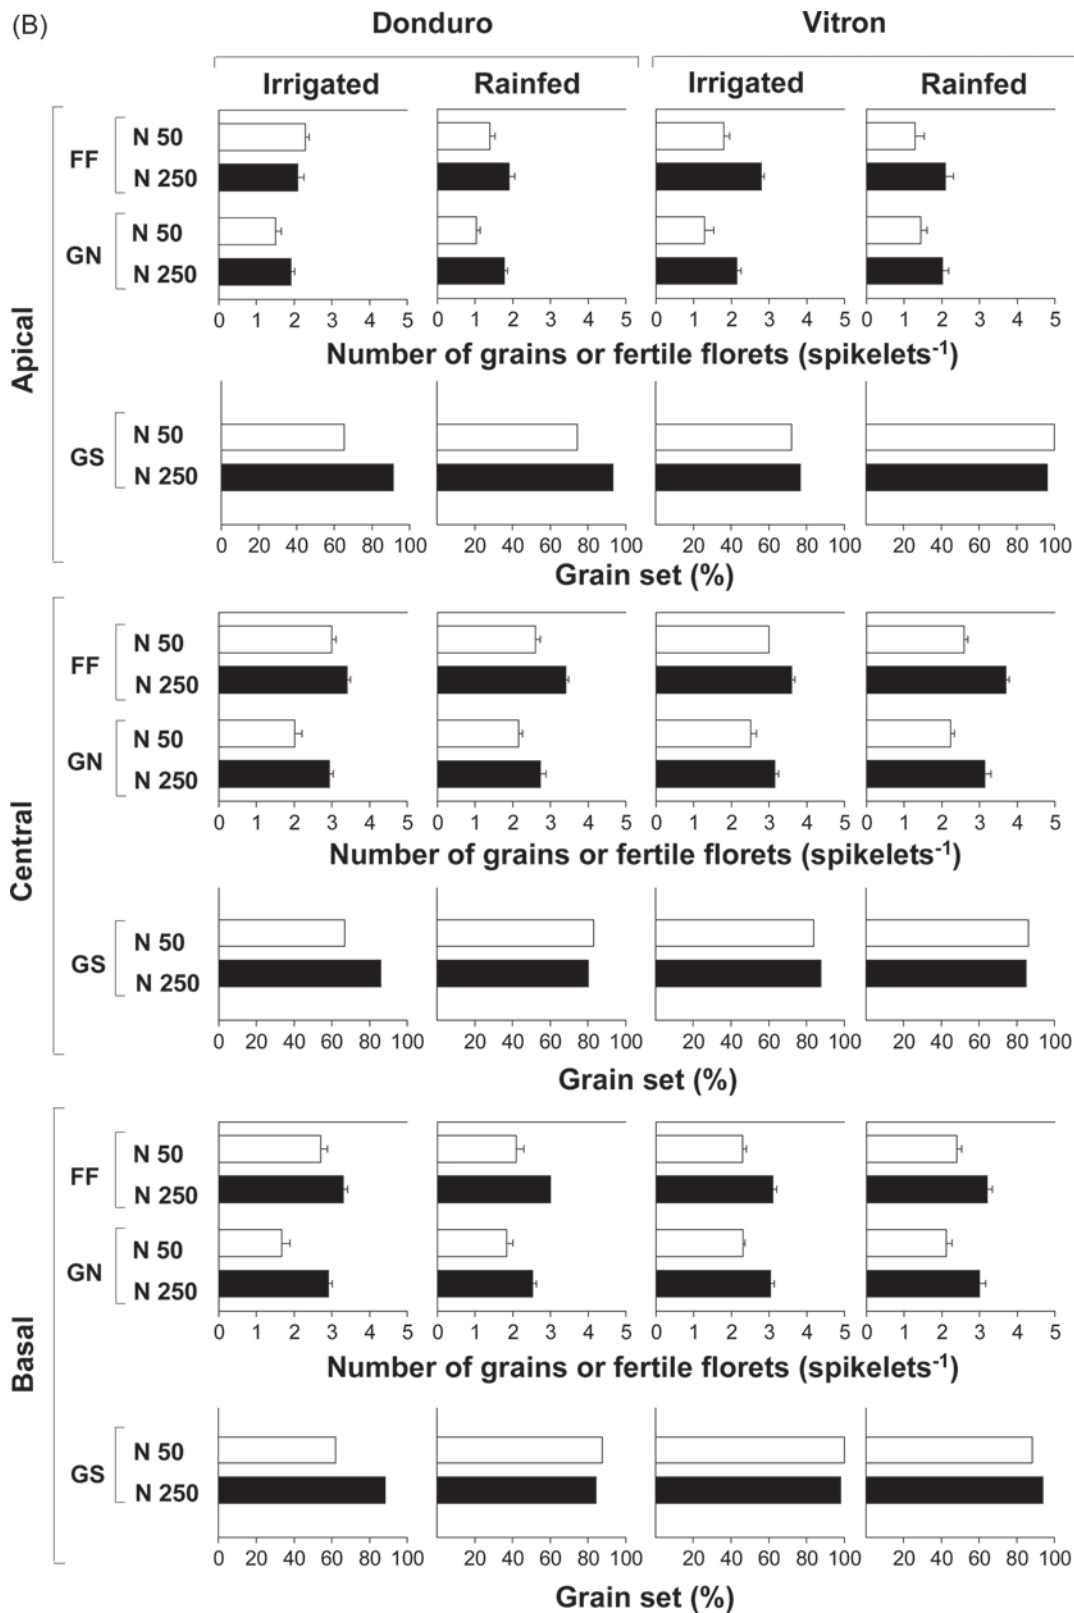 (B)
Donduro Vitron
Irrigated Rainfed Irrigated Rainfed
Apical
FF
N 50
N 250
GN
N 50
N 250
0 1 2 3 4 5 0 1 2 3 4 5 0 1 2 3 4 5 0 1 2 3 4 5
Number of grains or fertile florets (spikelets-1)
GS
N 50
N 250
0 20 40 60 80 100 0 20 40 60 80 100 0 20 40 60 80 100 0 20 40 60 80 100
Grain set (%)
Central
FF
N 50
N 250
GN
N 50
N 250
0 1 2 3 4 5 0 1 2 3 4 5 0 1 2 3 4 5 0 1 2 3 4 5
Number of grains or fertile florets (spikelets-1)
GS
N 50
N 250
0 20 40 60 80 100 20 40 60 80 100 20 40 60 80 100 20 40 60 80 100
Grain set (%)
Basal
FF
N 50
N 250
GN
N 50
N 250
0 1 2 3 4 5 0 1 2 3 4 5 0 1 2 3 4 5 0 1 2 3 4 5
Number of grains or fertile florets (spikelets-1)
GS
N 50
N 250
0 20 40 60 80 100 20 40 60 80 100 20 40 60 80 100 20 40 60 80 100
Grain set (%)